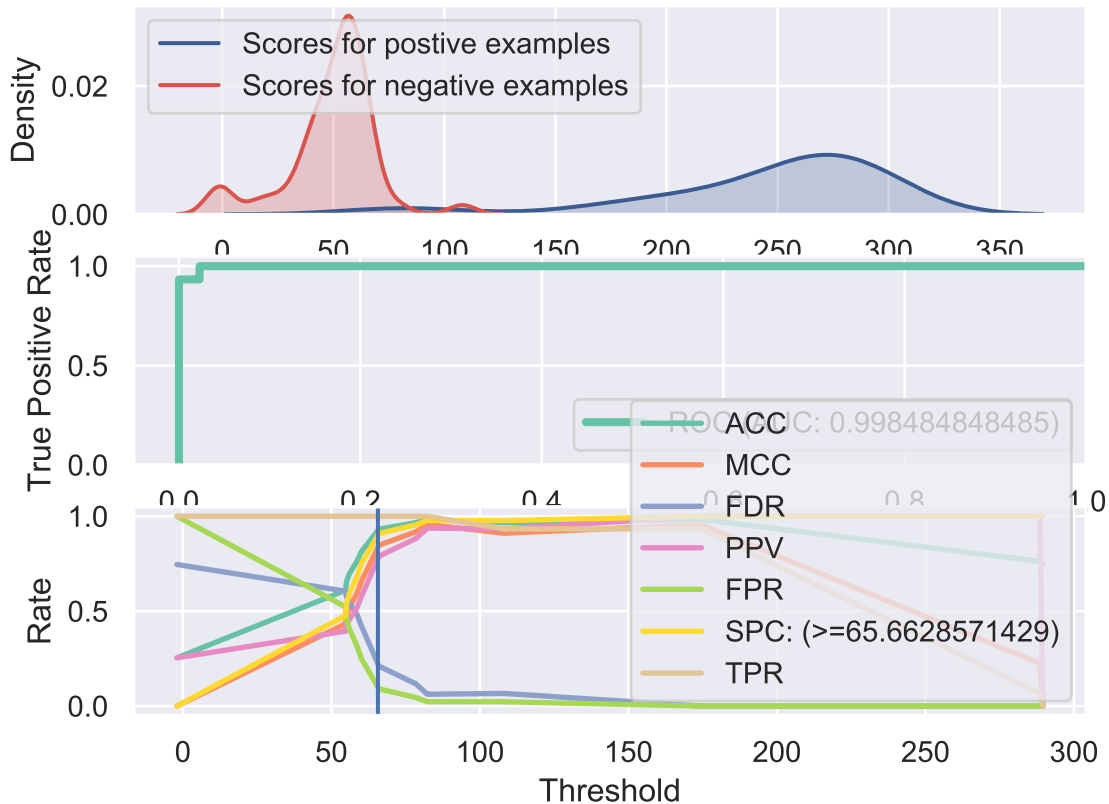 Scores for postive examples
Scores for negative examples
Density
0.02
0.00
0 50 100 150 200 250 300 350
True Positive Rate
1.0
0.5
0.0
ROC (AUC: 0.998484848485)
0.0 0.2 0.4 0.6 0.8 1.0
ACC
MCC
FDR
PPV
FPR
SPC: (>=65.6628571429)
TPR
Rate
1.0
0.5
0.0
0 50 100 150 200 250 300
Threshold